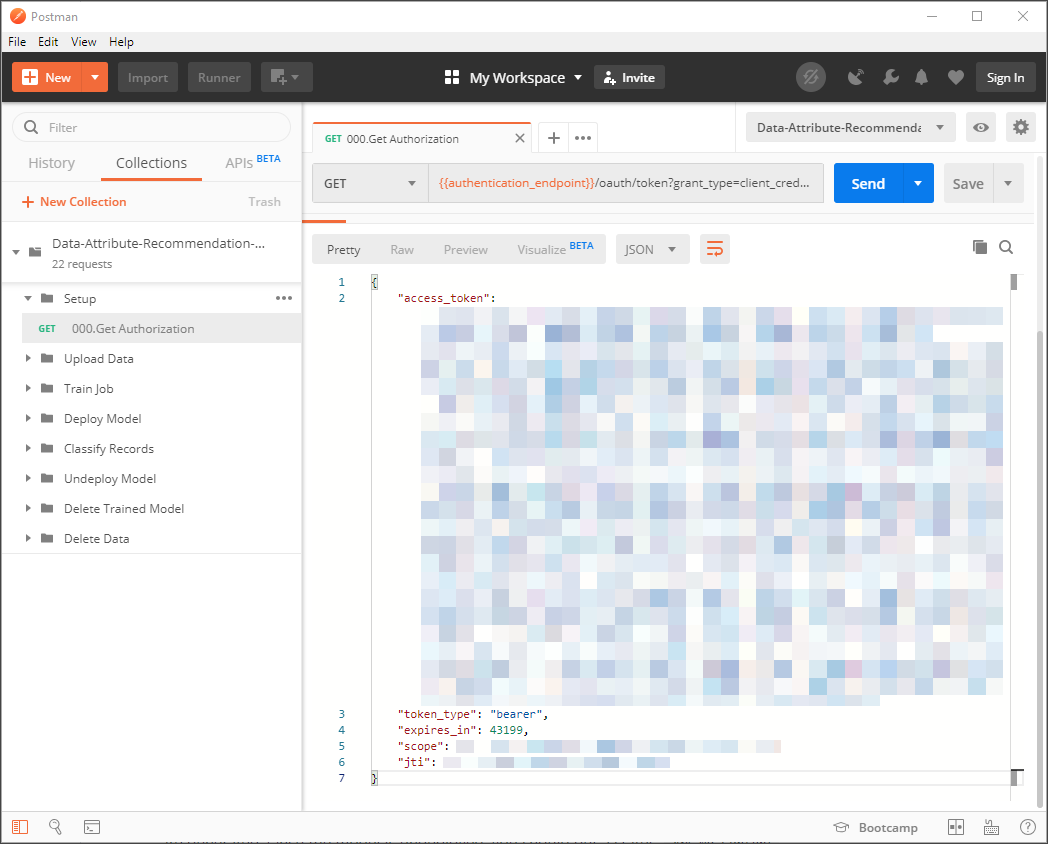 Postman
File Edit View Help
New Import Runner My Workspace Invite Sign In
Filter
History Collections APIs BETA
New Collection Trash
Data-Attribute-Recommendation-...
22 requests
Setup
GET 000.Get Authorization
Upload Data
Train Job
Deploy Model
Classify Records
Undeploy Model
Delete Trained Model
Delete Data
GET 000.Get Authorization
Data-Attribute-Recommenda
GET {{authentication_endpoint}}/oauth/token?grant_type=client_cred... Send Save
Pretty Raw Preview Visualize BETA JSON
1 {
2 "access_token":
3 "token_type": "bearer",
4 "expires_in": 43199,
5 "scope":
6 "jti":
7 }
Bootcamp